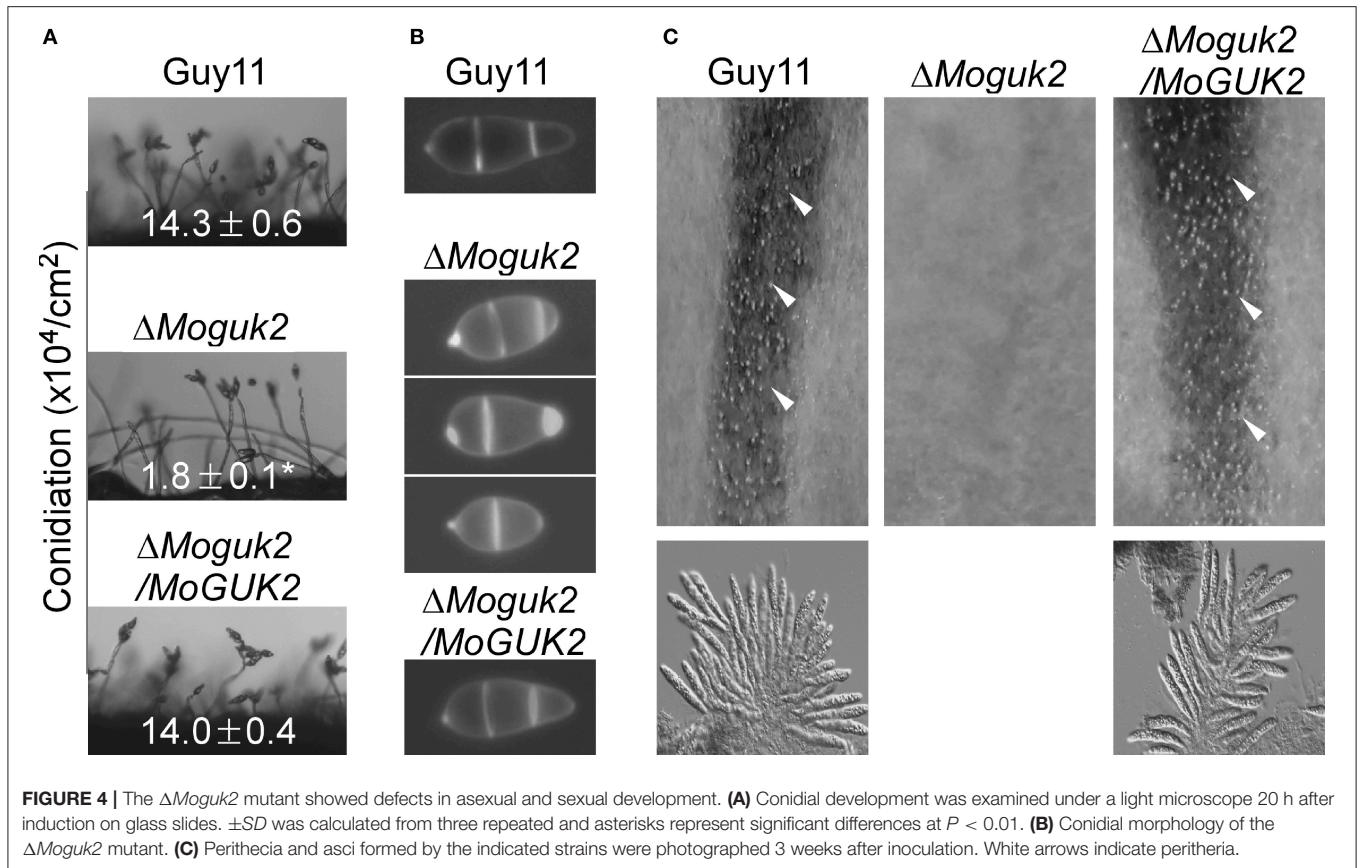 A
B
C
Guy11
Guy11
Guy11
ΔMoguk2
ΔMoguk2
/MoGUK2
Conidiation (x10⁴/cm²)
14.3±0.6
ΔMoguk2
1.8±0.1*
ΔMoguk2
/MoGUK2
14.0±0.4
ΔMoguk2
ΔMoguk2
/MoGUK2
FIGURE 4 | The ΔMoguk2 mutant showed defects in asexual and sexual development. (A) Conidial development was examined under a light microscope 20 h after
induction on glass slides. ±SD was calculated from three repeated and asterisks represent significant differences at P < 0.01. (B) Conidial morphology of the
ΔMoguk2 mutant. (C) Perithecia and asci formed by the indicated strains were photographed 3 weeks after inoculation. White arrows indicate peritheria.